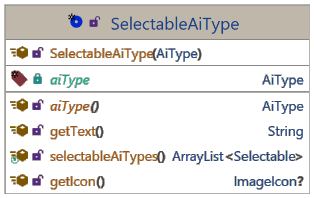 SelectableAiType
SelectableAiType(AiType)
aiType AiType
aiType() AiType
getText() String
selectableAiTypes() ArrayList<Selectable>
getIcon() ImageIcon?